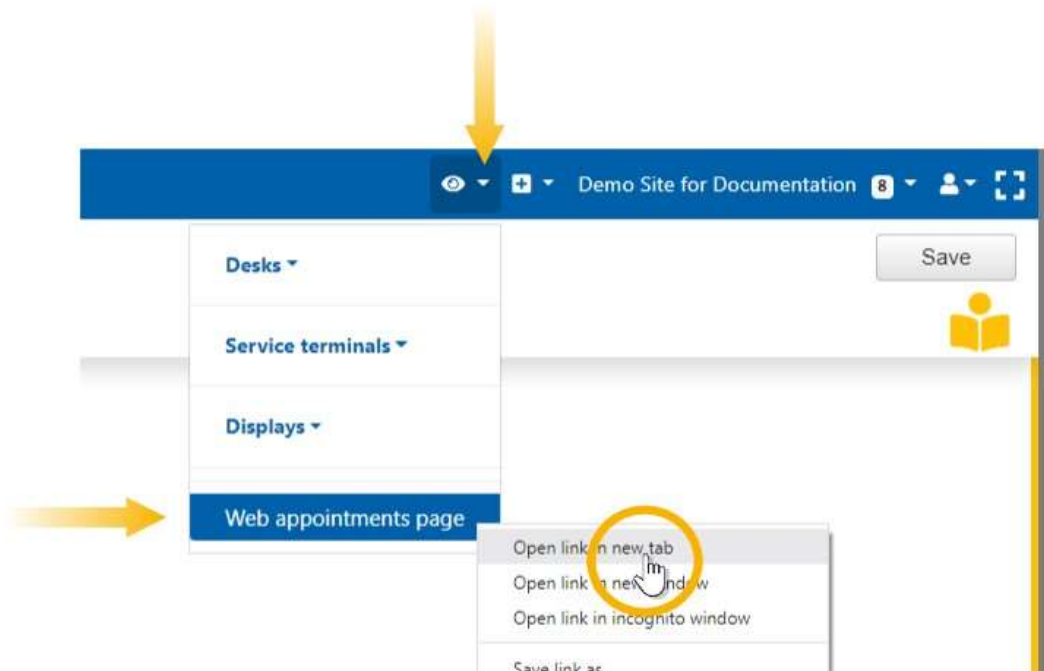 Demo Site for Documentation 8
Save
Desks
Service terminals
Displays
Web appointments page
Open link in new tab
Open link in new window
Open link in incognito window
Save link as